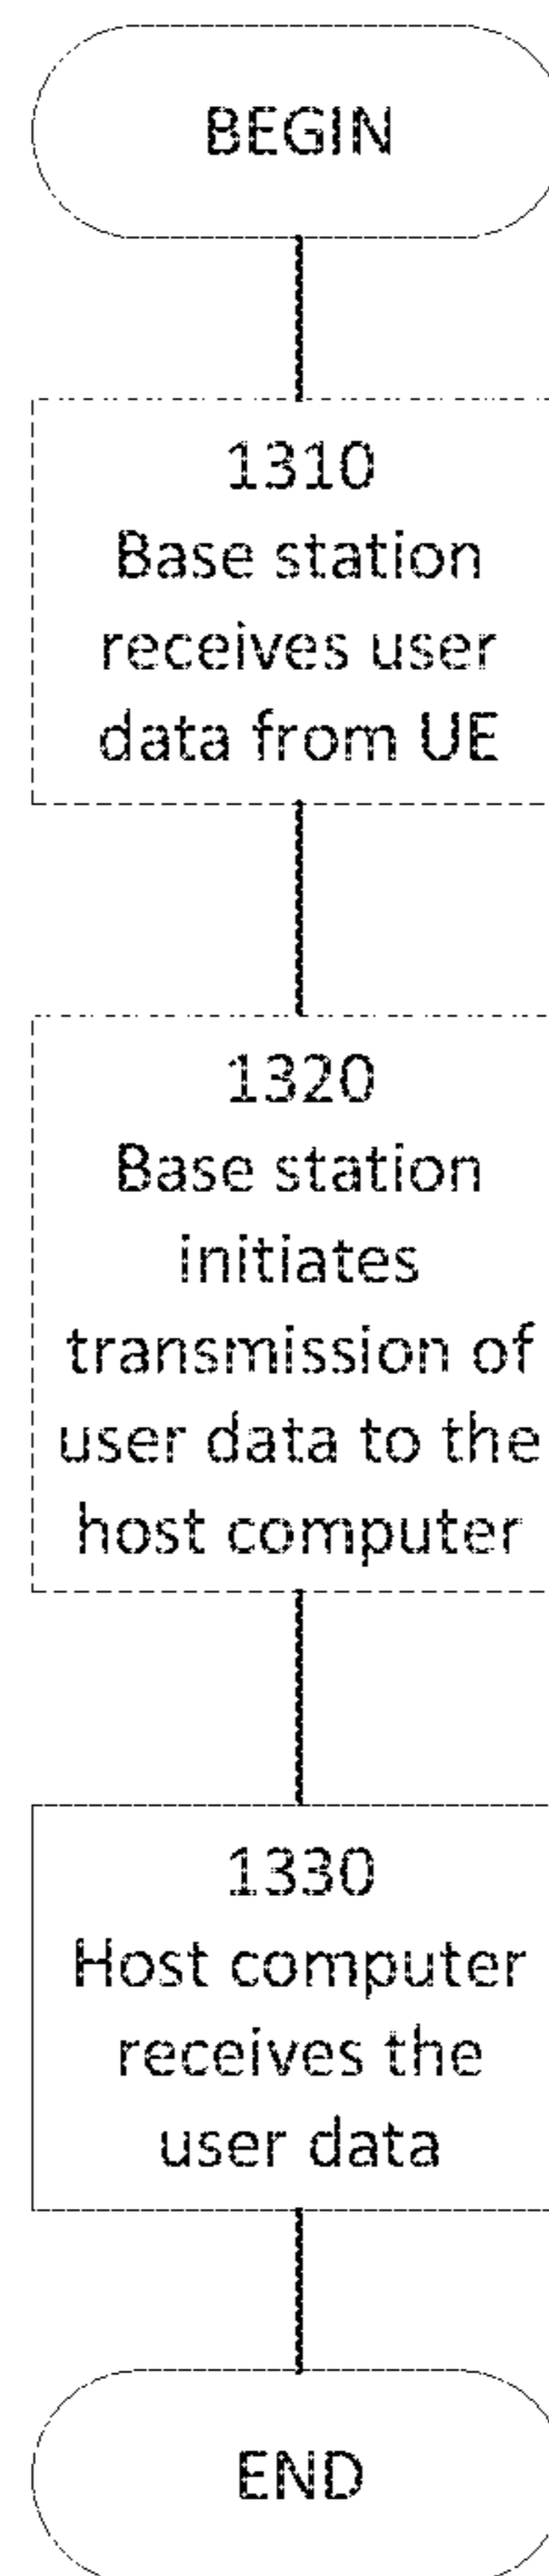 BEGIN
1310
Base station
receives user
data from UE
1320
Base station
initiates
transmission of
user data to the
host computer
1330
Host computer
receives the
user data
END